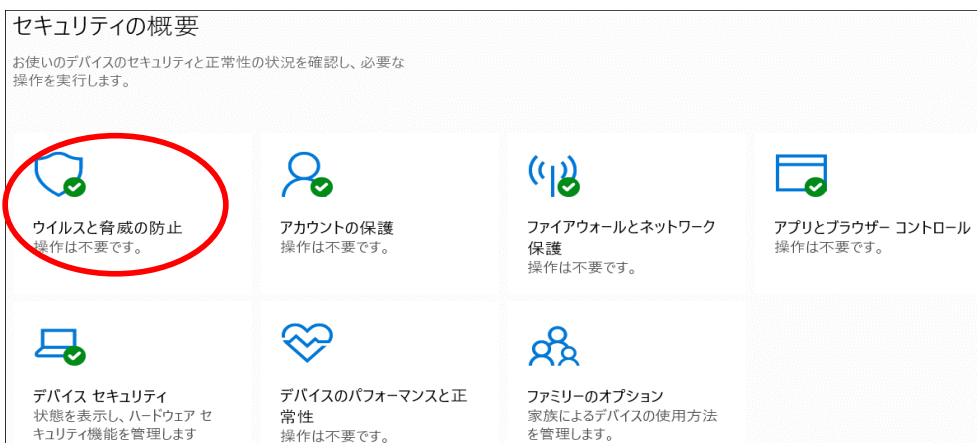 セキュリティの概要
お使いのデバイスのセキュリティと正常性の状況を確認し、必要な
操作を実行します。
ウイルスと脅威の防止
操作は不要です。
アカウントの保護
操作は不要です。
ファイアウォールとネットワーク
保護
操作は不要です。
アプリとブラウザー コントロール
操作は不要です。
デバイス セキュリティ
状態を表示し、ハードウェア セ
キュリティ機能を管理します
デバイスのパフォーマンスと正
常性
操作は不要です。
ファミリーのオプション
家族によるデバイスの使用方法
を管理します。